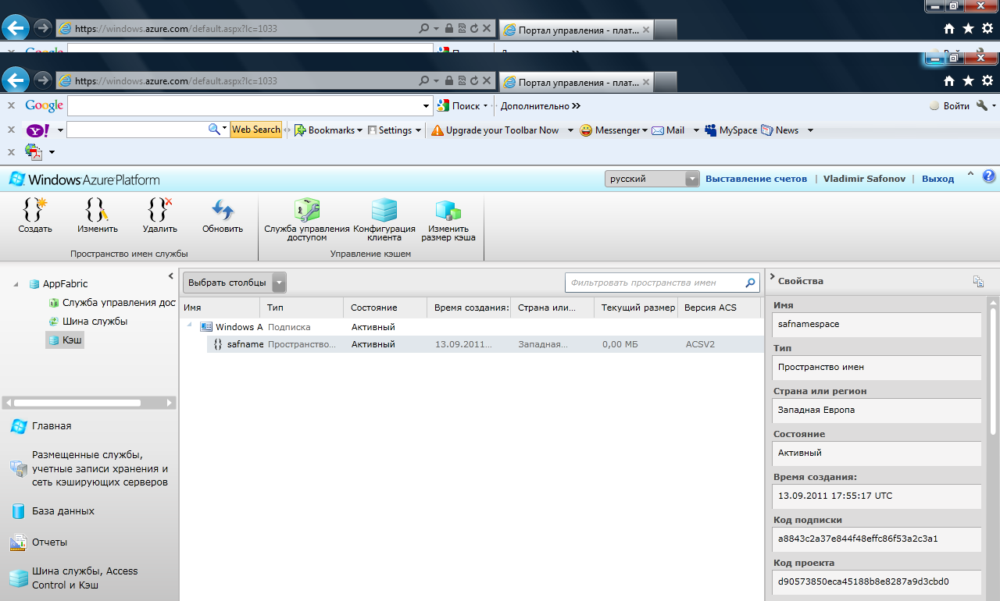 https://windows.azure.com/default.aspx?lc=1033
Портал управления - плат...
https://windows.azure.com/default.aspx?lc=1033
Портал управления - плат...
x Google Поиск Дополнительно » Войти
x Y! Web Search Bookmarks Settings Upgrade your Toolbar Now Messenger Mail MySpace News
x
Windows Azure Platform
русский Выставление счетов | Vladimir Safonov | Выход
Создать
Изменить
Удалить
Обновить
Служба управления доступом
Конфигурация клиента
Изменить размер кэша
Пространство имен службы
Управление кэшем
AppFabric
Служба управления дос
Шина службы
Кэш
Главная
Размещенные службы,
учетные записи хранения и
сеть кэширующих серверов
База данных
Отчеты
Шина службы, Access
Control и Кэш
Выбрать столбцы
Фильтровать пространства имен
Имя Тип Состояние Время создания: Страна или... Текущий размер Версия ACS
Windows A Подписка Активный
{} safname Пространство... Активный 13.09.2011... Западная... 0,00 МБ ACSV2
Свойства
Имя
safnamespace
Тип
Пространство имен
Страна или регион
Западная Европа
Состояние
Активный
Время создания:
13.09.2011 17:55:17 UTC
Код подписки
a8843c2a37e844f48effc86f53a2c3a1
Код проекта
d90573850eca45188b8e8287a9d3cbd0